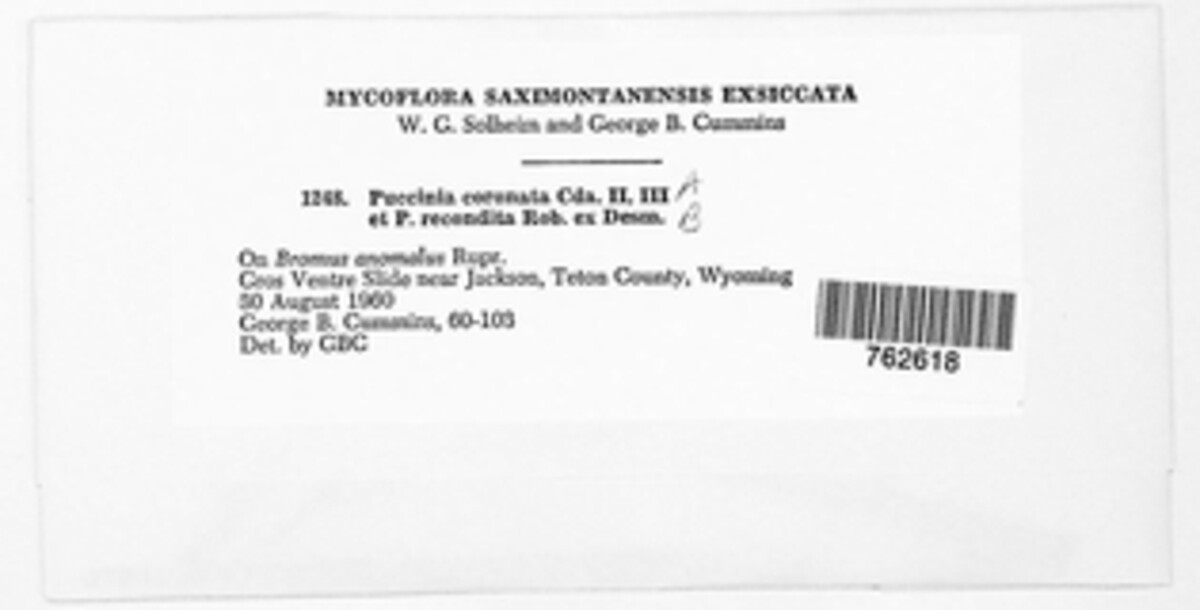 MYCOFLORA SAXIMONTANENSIS EXSICCATA
W. G. Solheim and George B. Cummins
1268. Puccinia coronata Cda. II, III A
et P. recondita Rob. ex Desm. B
On Bromus anomalus Rupr.
Gros Ventre Slide near Jackson, Teton County, Wyoming
30 August 1960
George B. Cummins, 60-103
Det. by GBC
762618